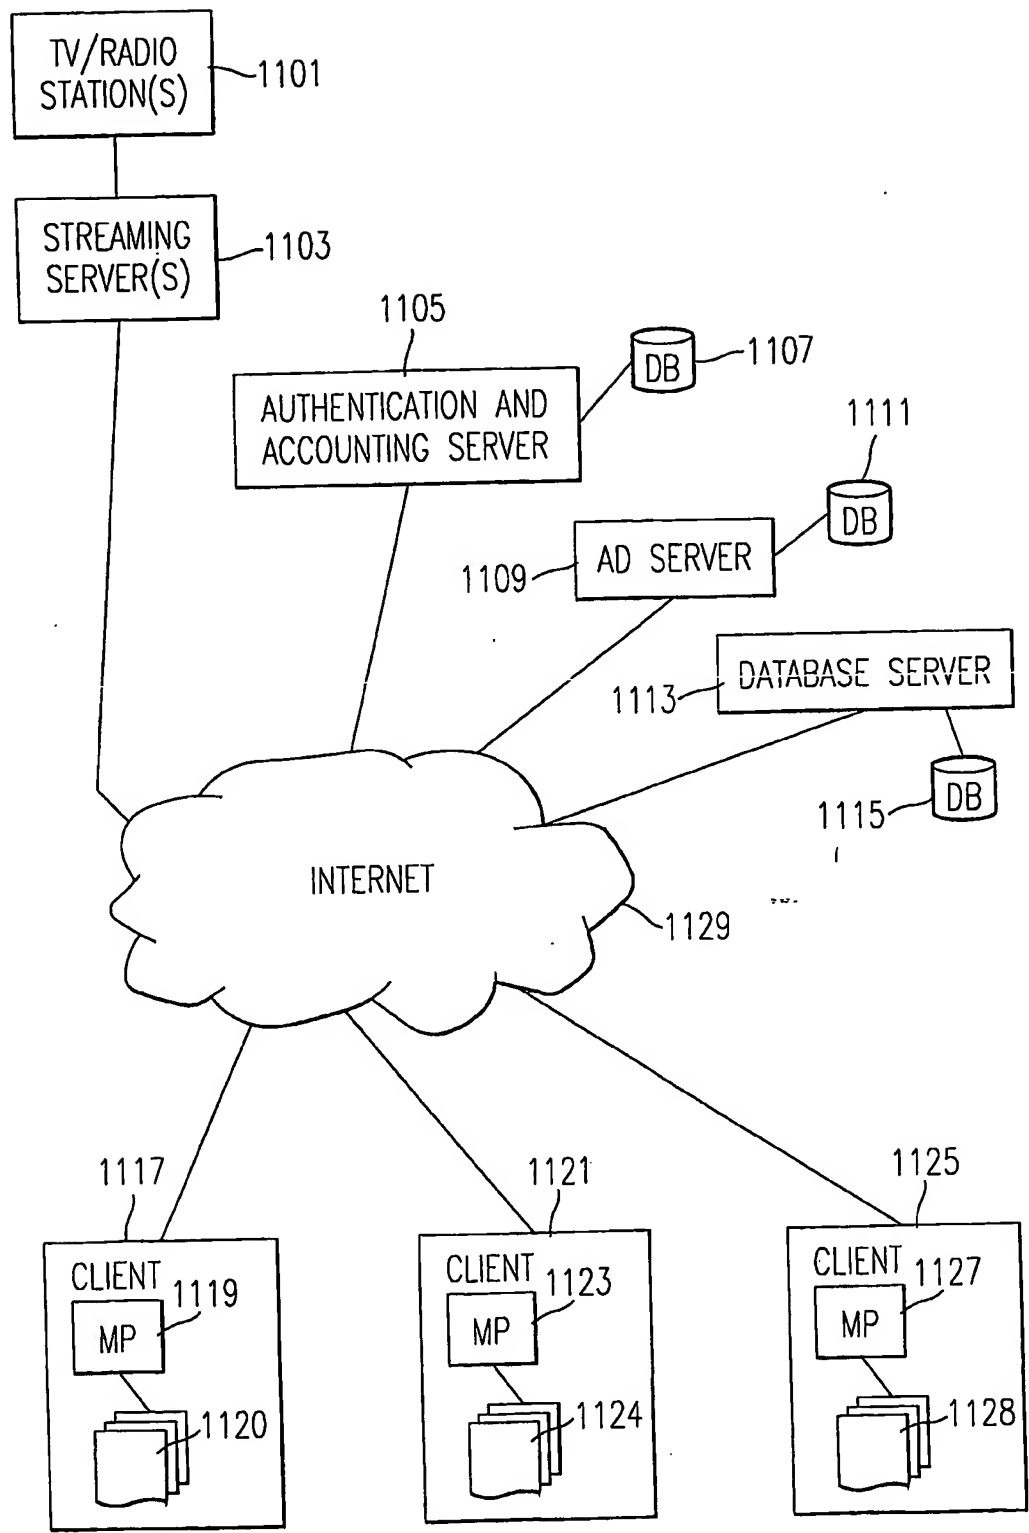 TV/RADIO
STATION(S)
1101
STREAMING
SERVER(S)
1103
1105
AUTHENTICATION AND
ACCOUNTING SERVER
DB
1107
1111
DB
AD SERVER
1109
DATABASE SERVER
1113
DB
1115
INTERNET
1129
1117
CLIENT
1119
MP
1120
1121
CLIENT
1123
MP
1124
1125
CLIENT
1127
MP
1128